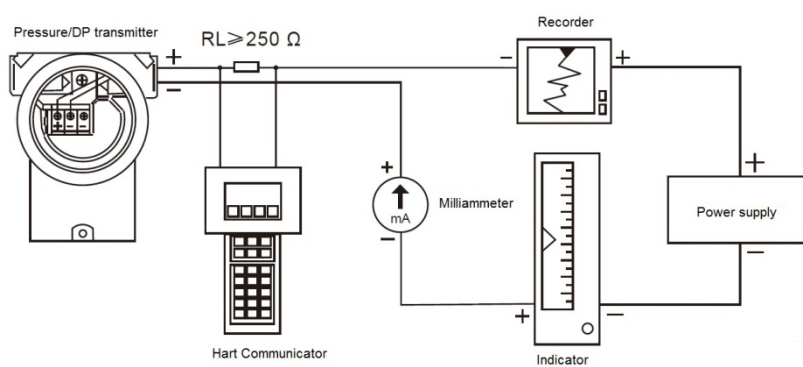 Recorder
Pressure/DP transmitter
RL⩾250 Ω
+
−
−
+
+ − −
+
mA
−
Milliammeter
+
Power supply
−
+
−
Hart Communicator
Indicator